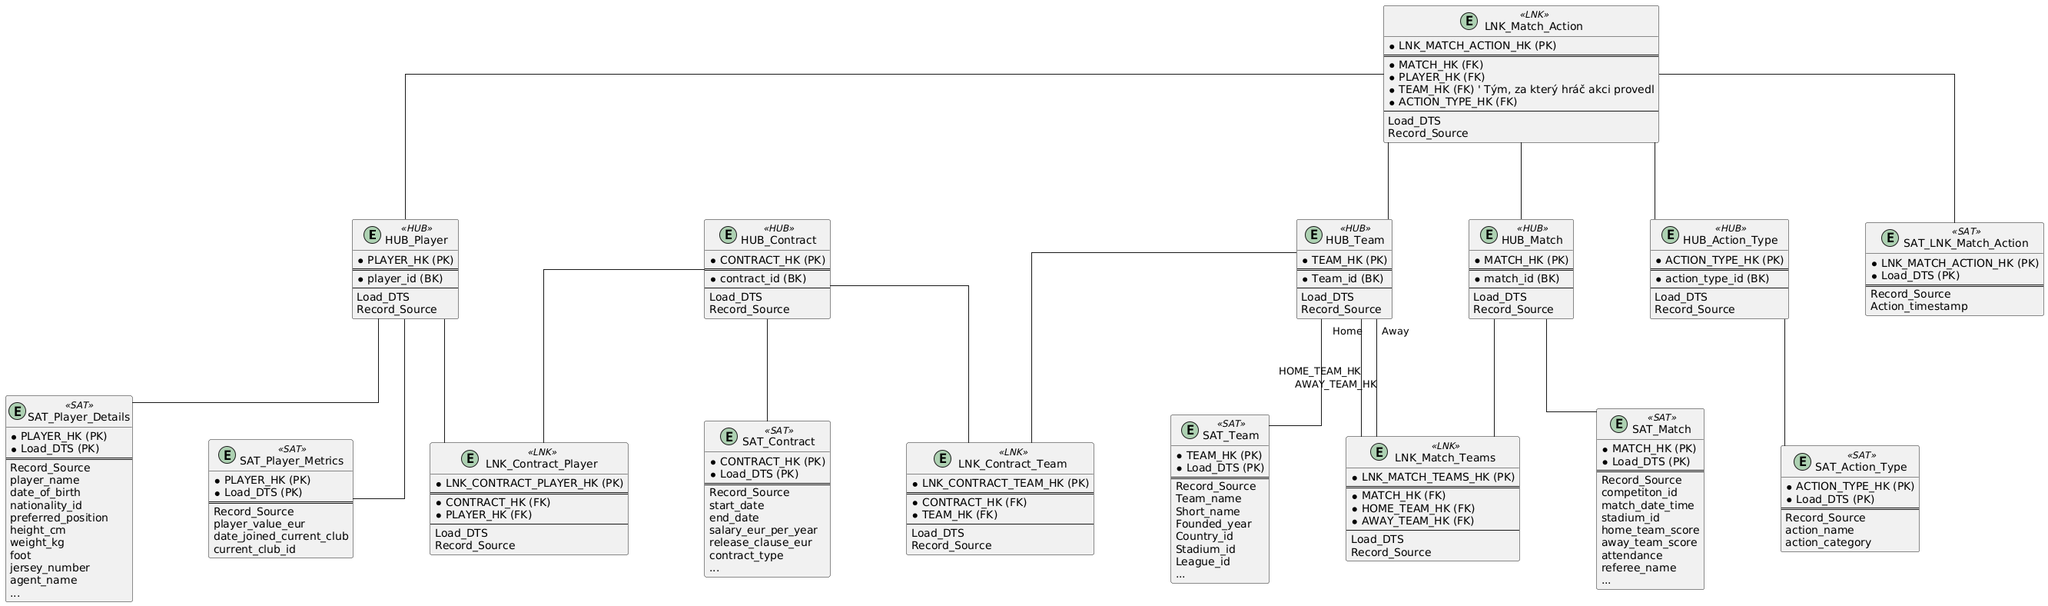 E
«LNK»
LNK_Match_Action
• LNK_MATCH_ACTION_HK (PK)
• MATCH_HK (FK)
• PLAYER_HK (FK)
• TEAM_HK (FK) ' Tým, za který hráč akci provedl
• ACTION_TYPE_HK (FK)
Load_DTS
Record_Source
E
«HUB»
HUB_Player
• PLAYER_HK (PK)
• player_id (BK)
Load_DTS
Record_Source
E
«HUB»
HUB_Contract
• CONTRACT_HK (PK)
• contract_id (BK)
Load_DTS
Record_Source
E
«HUB»
HUB_Team
• TEAM_HK (PK)
• Team_id (BK)
Load_DTS
Record_Source
E
«HUB»
HUB_Match
• MATCH_HK (PK)
• match_id (BK)
Load_DTS
Record_Source
E
«HUB»
HUB_Action_Type
• ACTION_TYPE_HK (PK)
• action_type_id (BK)
Load_DTS
Record_Source
E
«SAT»
SAT_LNK_Match_Action
• LNK_MATCH_ACTION_HK (PK)
• Load_DTS (PK)
Record_Source
Action_timestamp
Home
Away
HOME_TEAM_HK
AWAY_TEAM_HK
E
«SAT»
SAT_Player_Details
• PLAYER_HK (PK)
• Load_DTS (PK)
Record_Source
player_name
date_of_birth
nationality_id
preferred_position
height_cm
weight_kg
foot
jersey_number
agent_name
...
E
«SAT»
SAT_Player_Metrics
• PLAYER_HK (PK)
• Load_DTS (PK)
Record_Source
player_value_eur
date_joined_current_club
current_club_id
E
«LNK»
LNK_Contract_Player
• LNK_CONTRACT_PLAYER_HK (PK)
• CONTRACT_HK (FK)
• PLAYER_HK (FK)
Load_DTS
Record_Source
E
«SAT»
SAT_Contract
• CONTRACT_HK (PK)
• Load_DTS (PK)
Record_Source
start_date
end_date
salary_eur_per_year
release_clause_eur
contract_type
...
E
«LNK»
LNK_Contract_Team
• LNK_CONTRACT_TEAM_HK (PK)
• CONTRACT_HK (FK)
• TEAM_HK (FK)
Load_DTS
Record_Source
E
«SAT»
SAT_Team
• TEAM_HK (PK)
• Load_DTS (PK)
Record_Source
Team_name
Short_name
Founded_year
Country_id
Stadium_id
League_id
...
E
«LNK»
LNK_Match_Teams
• LNK_MATCH_TEAMS_HK (PK)
• MATCH_HK (FK)
• HOME_TEAM_HK (FK)
• AWAY_TEAM_HK (FK)
Load_DTS
Record_Source
E
«SAT»
SAT_Match
• MATCH_HK (PK)
• Load_DTS (PK)
Record_Source
competiton_id
match_date_time
stadium_id
home_team_score
away_team_score
attendance
referee_name
...
E
«SAT»
SAT_Action_Type
• ACTION_TYPE_HK (PK)
• Load_DTS (PK)
Record_Source
action_name
action_category